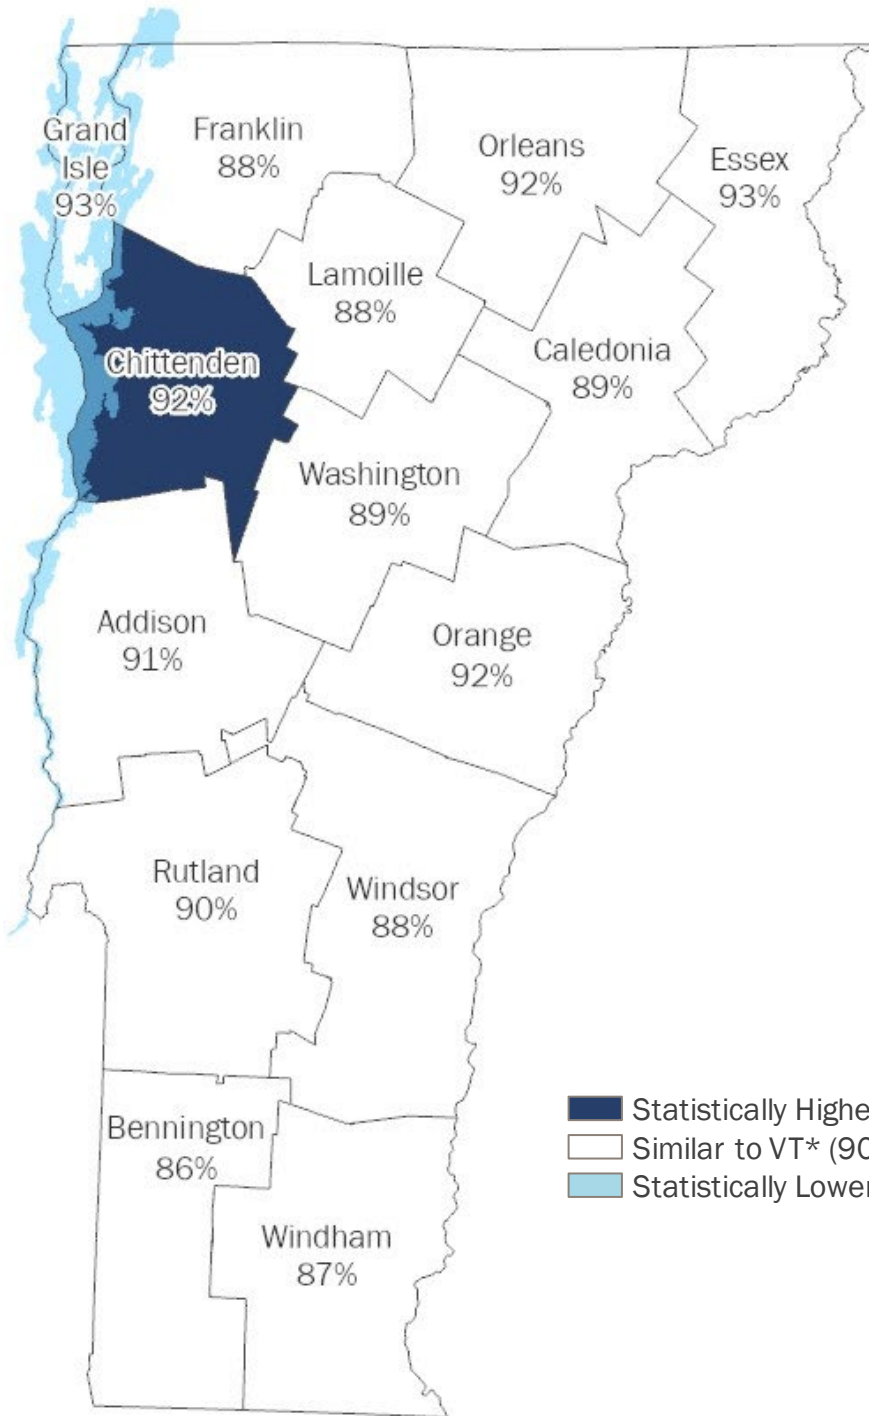 Grand
Isle
93%
Franklin
88%
Orleans
92%
Essex
93%
Lamoille
88%
Chittenden
92%
Caledonia
89%
Washington
89%
Addison
91%
Orange
92%
Rutland
90%
Windsor
88%
Bennington
86%
Windham
87%
Statistically Highe
Similar to VT* (90
Statistically Lower